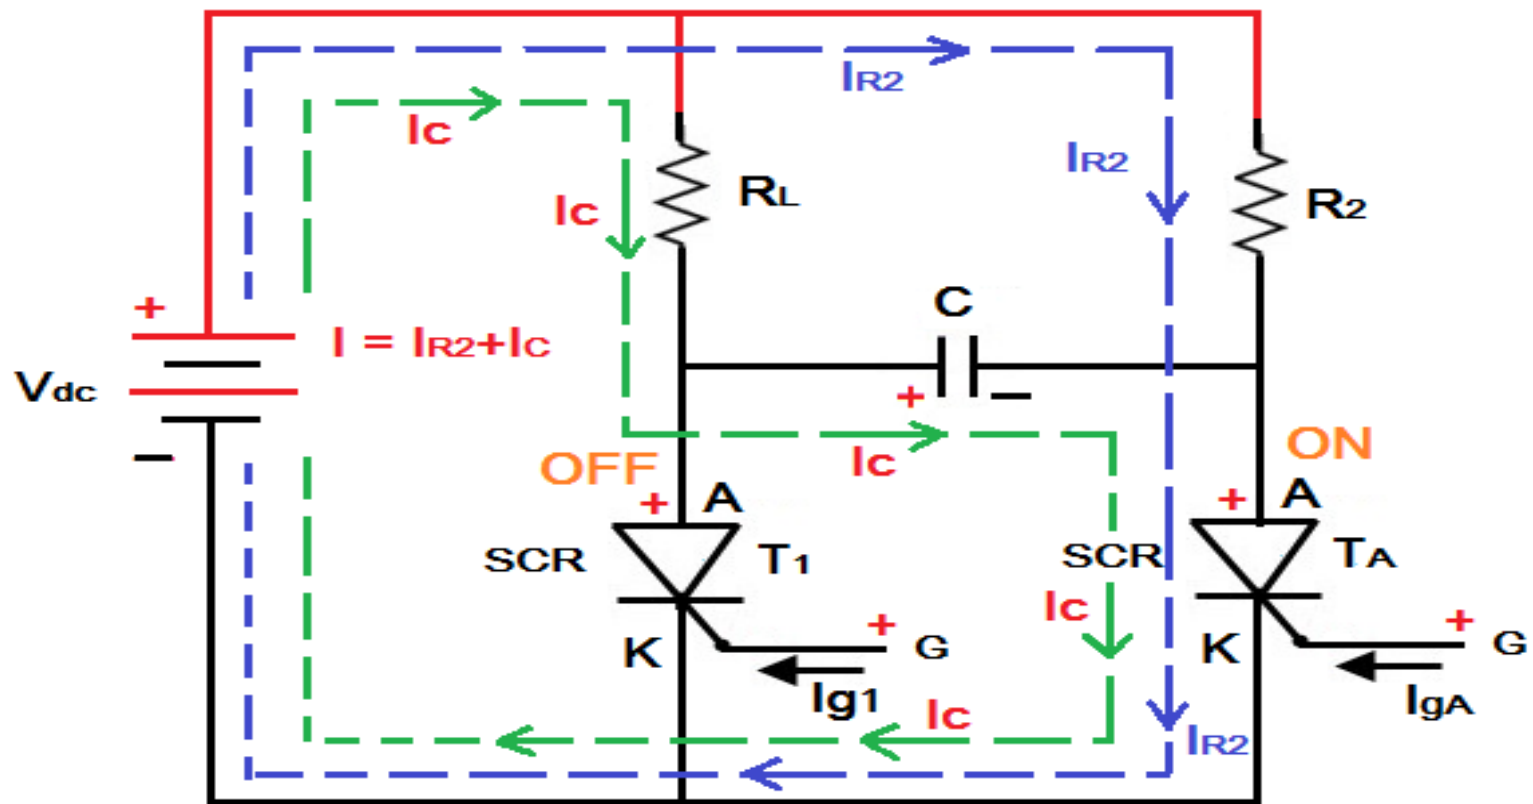 IR2
IC
IR2
RL
IC
R2
C
+
I = IR2+IC
Vdc
+ −
−
IC
OFF
ON
+ A
+ A
SCR
T1
SCR
TA
IC
+
+
K
G
K
G
Ig1
IgA
IC
IR2